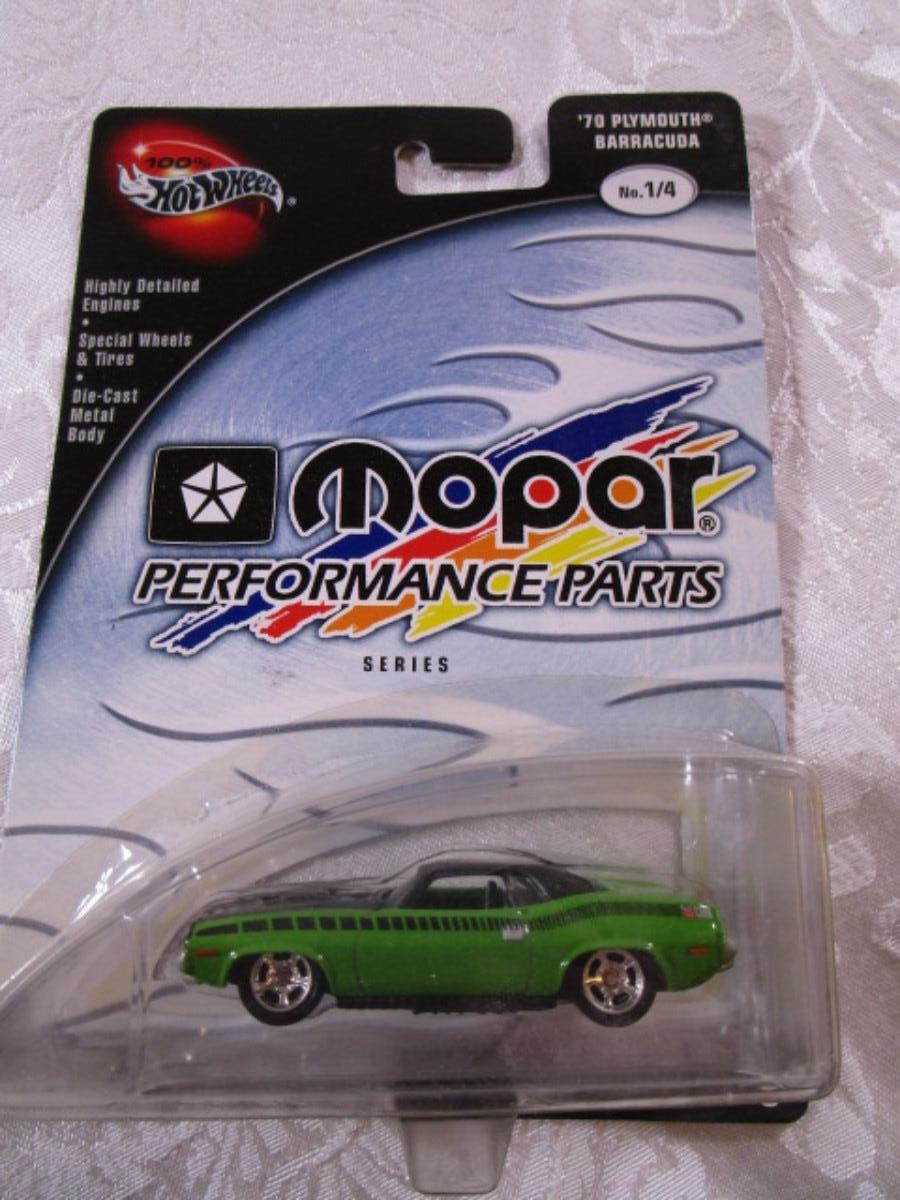 100%
Hot Wheels®
'70 PLYMOUTH®
BARRACUDA
No.1/4
Highly Detailed
Engines
•
Special Wheels
& Tires
•
Die-Cast
Metal
Body
mopar®
PERFORMANCE PARTS
SERIES